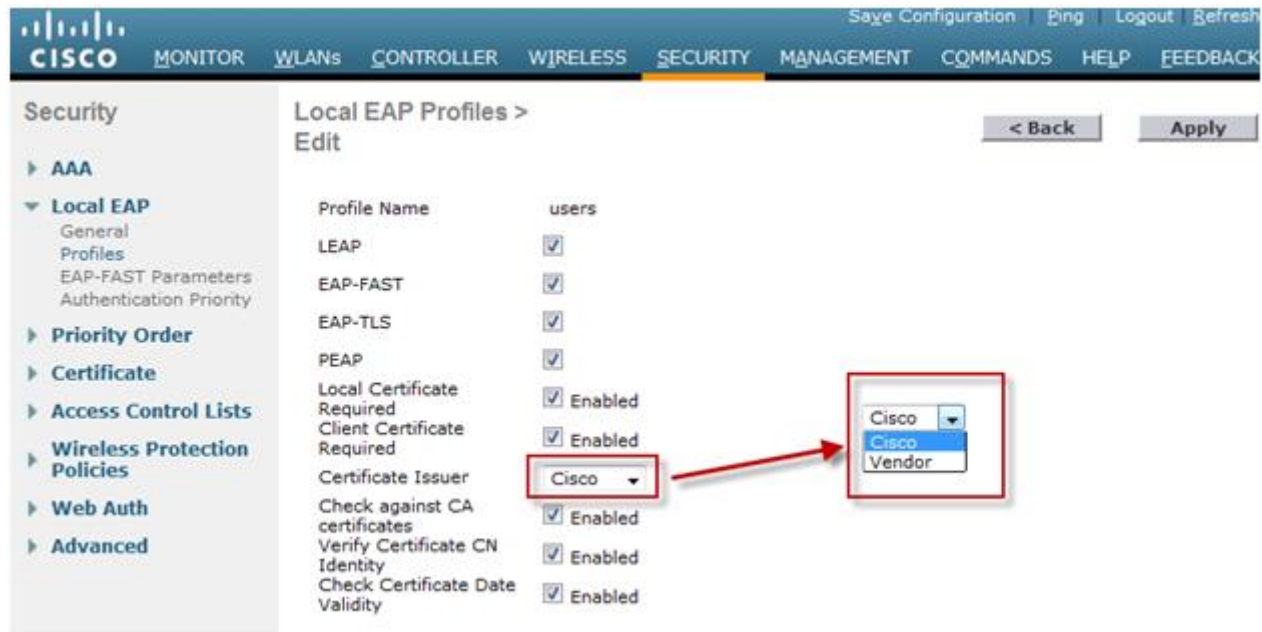 Save Configuration Ping Logout Refresh
CISCO MONITOR WLANs CONTROLLER WIRELESS SECURITY MANAGEMENT COMMANDS HELP FEEDBACK
Security
AAA
Local EAP
General
Profiles
EAP-FAST Parameters
Authentication Priority
Priority Order
Certificate
Access Control Lists
Wireless Protection
Policies
Web Auth
Advanced
Local EAP Profiles >
Edit
< Back Apply
Profile Name users
LEAP
EAP-FAST
EAP-TLS
PEAP
Local Certificate
Required Enabled
Client Certificate
Required Enabled
Certificate Issuer Cisco
Check against CA
certificates Enabled
Verify Certificate CN
Identity Enabled
Check Certificate Date
Validity Enabled
Cisco
Cisco
Vendor